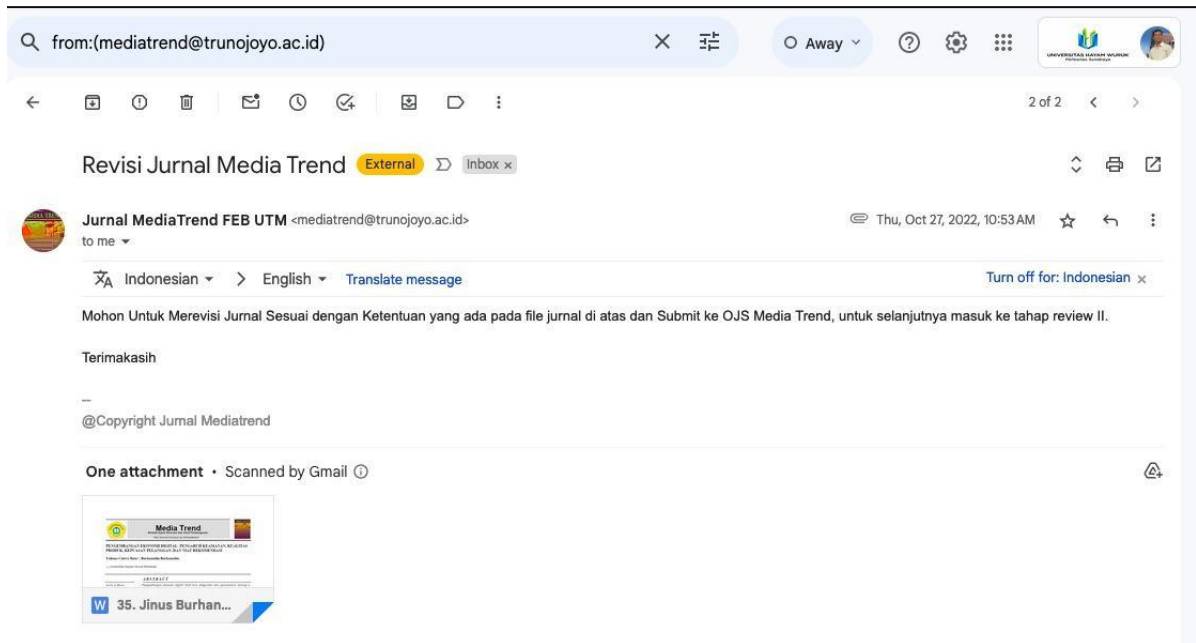 from:(mediatrend@trunojoyo.ac.id)
Away
UNIVERSITAS HAYAM WURUK
2 of 2
Revisi Jurnal Media Trend External Inbox ×
Jurnal MediaTrend FEB UTM <mediatrend@trunojoyo.ac.id>
Thu, Oct 27, 2022, 10:53 AM
to me
Indonesian > English Translate message
Turn off for: Indonesian ×
Mohon Untuk Merevisi Jurnal Sesuai dengan Ketentuan yang ada pada file jurnal di atas dan Submit ke OJS Media Trend, untuk selanjutnya masuk ke tahap review II.
Terimakasih
--
@Copyright Jurnal Mediatrend
One attachment • Scanned by Gmail
Media Trend
ABSTRACT
W 35. Jinus Burhan...